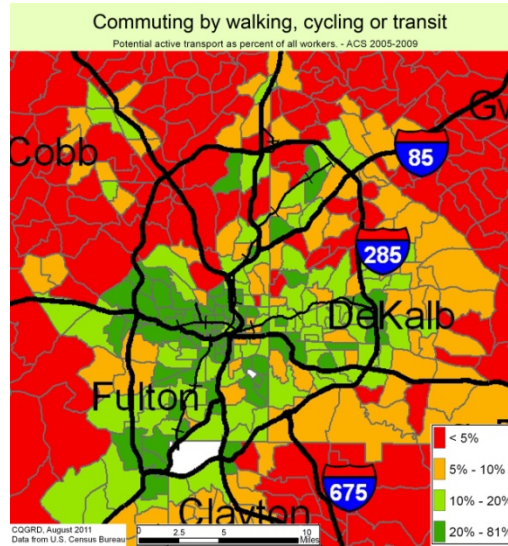 Commuting by walking, cycling or transit
Potential active transport as percent of all workers. - ACS 2005-2009
Cobb
Gw
85
285
DeKalb
Fulton
675
Clayton
< 5%
5% - 10%
10% - 20%
20% - 81%
CQGRD, August 2011
Data from U.S. Census Bureau
0 2.5 5 10
Miles